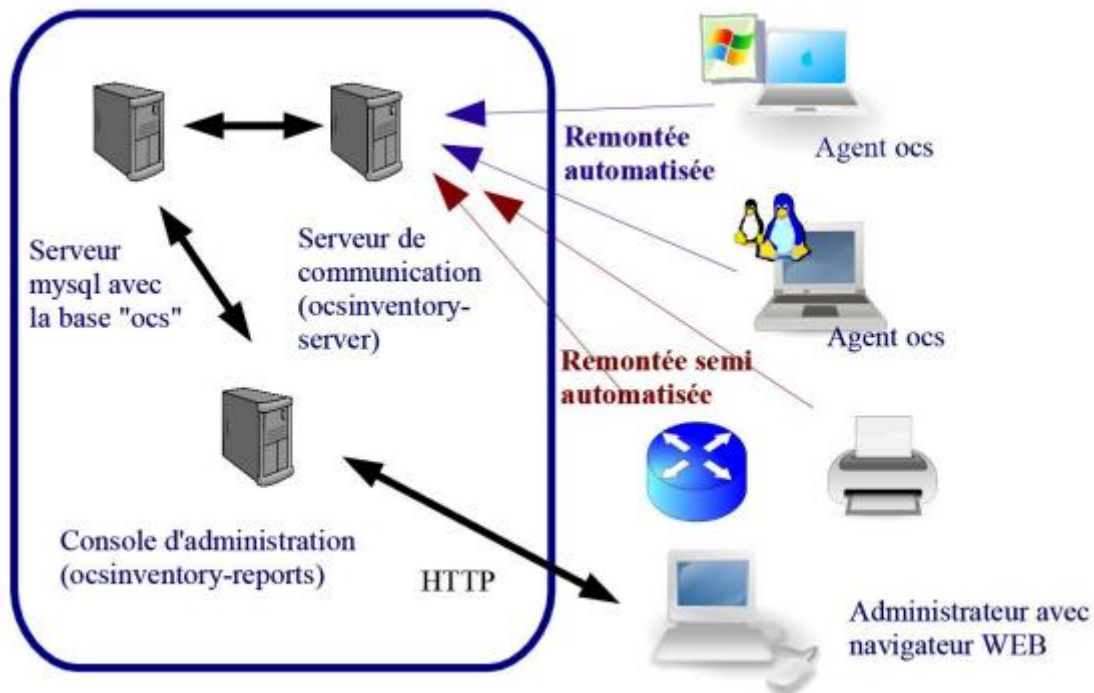 Agent ocs
Remontée
automatisée
Serveur
mysql avec
la base "ocs"
Serveur de
communication
(ocsinventory-
server)
Agent ocs
Remontée semi
automatisée
Console d'administration
(ocsinventory-reports)
HTTP
Administrateur avec
navigateur WEB